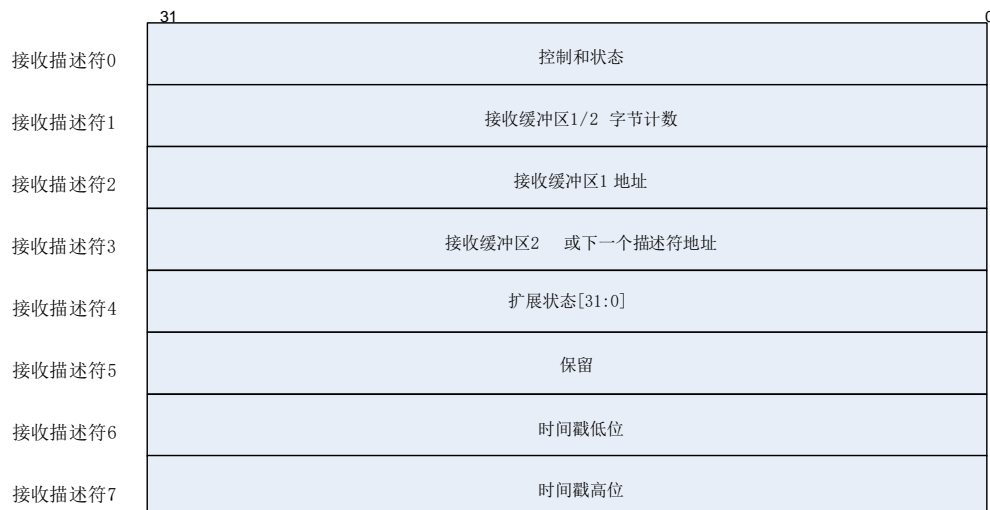 31 0
接收描述符0 控制和状态
接收描述符1 接收缓冲区1/2 字节计数
接收描述符2 接收缓冲区1 地址
接收描述符3 接收缓冲区2 或下一个描述符地址
接收描述符4 扩展状态[31:0]
接收描述符5 保留
接收描述符6 时间戳低位
接收描述符7 时间戳高位